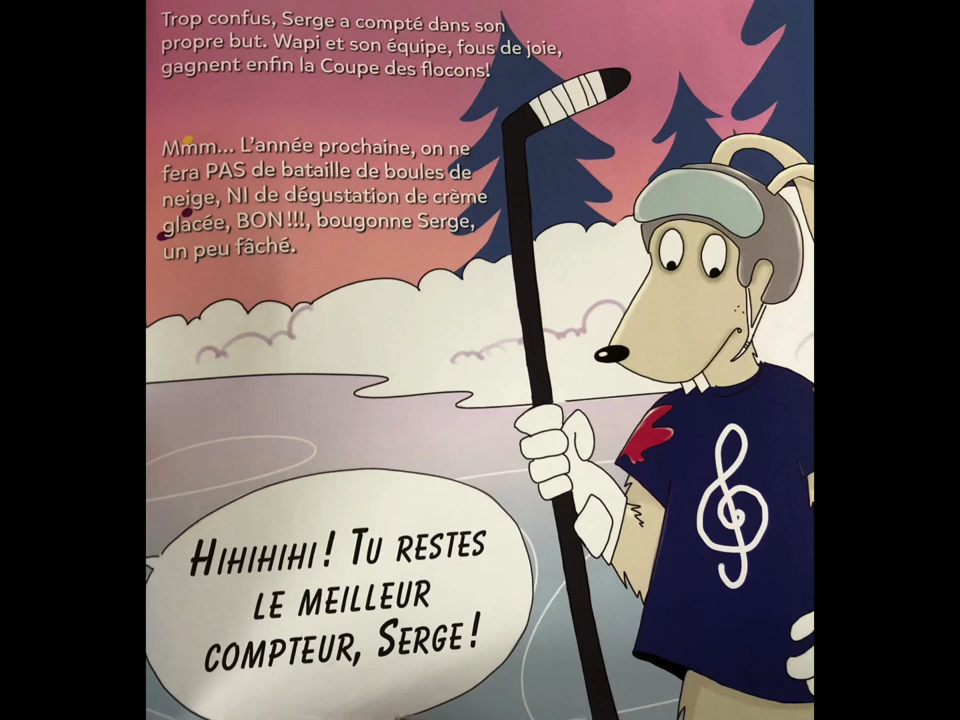 Trop confus, Serge a compté dans son
propre but. Wapi et son équipe, fous de joie,
gagnent enfin la Coupe des flocons!
Mmm... L'année prochaine, on ne
fera PAS de bataille de boules de
neige, NI de dégustation de crème
glacée, BON!!!, bougonne Serge,
un peu fâché.
HIHIHIHI! TU RESTES
LE MEILLEUR
COMPTEUR, SERGE!